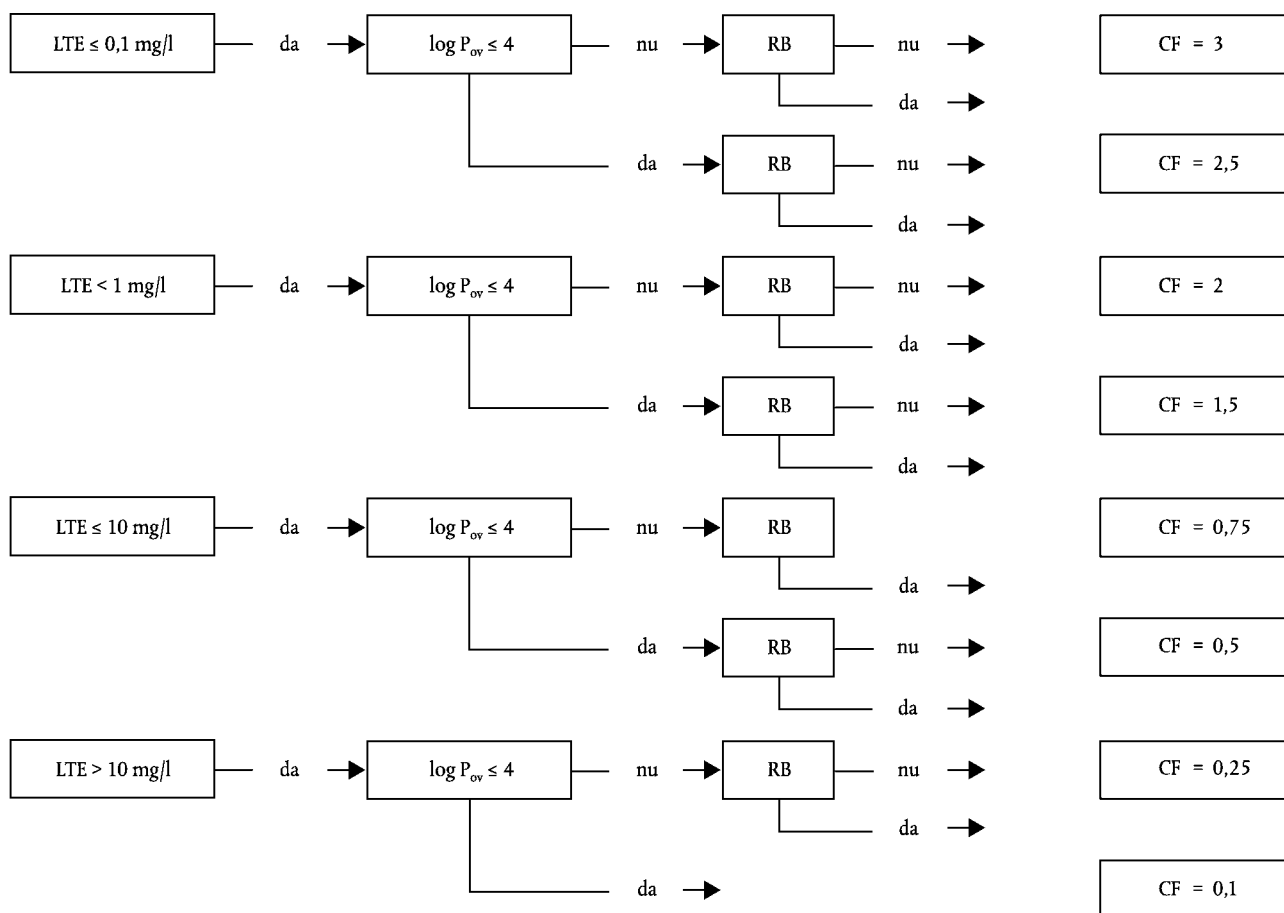 LTE ≤ 0,1 mg/l da log Pov ≤ 4 nu RB nu CF = 3
da
da RB nu CF = 2,5
da
LTE < 1 mg/l da log Pov ≤ 4 nu RB nu CF = 2
da
da RB nu CF = 1,5
da
LTE ≤ 10 mg/l da log Pov ≤ 4 nu RB CF = 0,75
da
da RB nu CF = 0,5
da
LTE > 10 mg/l da log Pov ≤ 4 nu RB nu CF = 0,25
da
da CF = 0,1